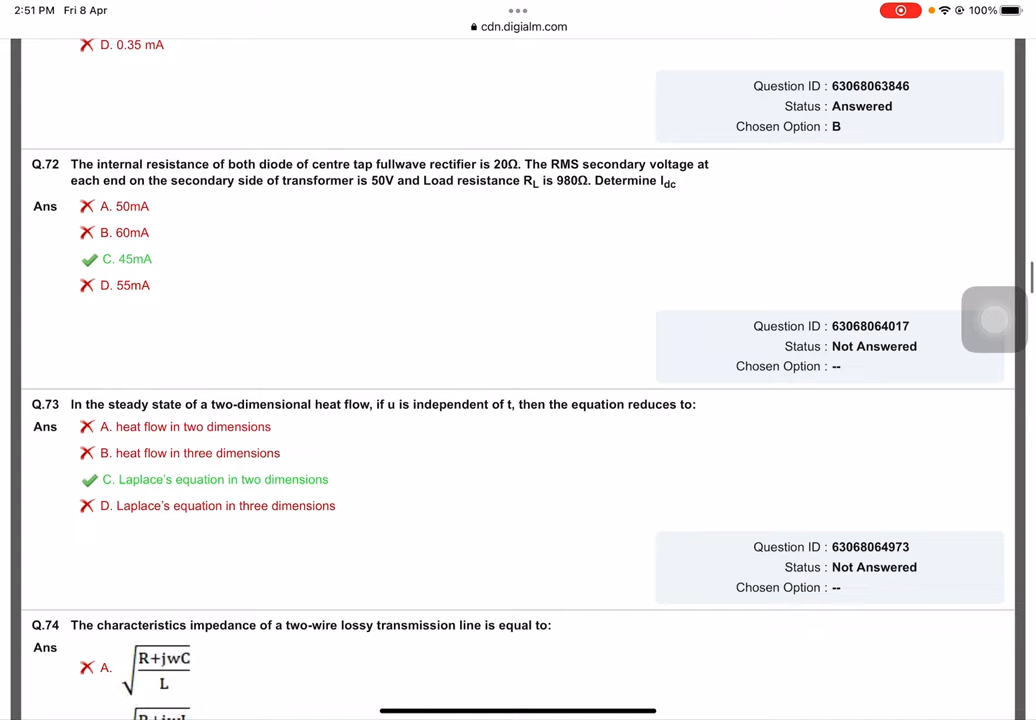 2:51 PM Fri 8 Apr
100%
cdn.digialm.com
D. 0.35 mA
Question ID : 63068063846
Status : Answered
Chosen Option : B
Q.72 The internal resistance of both diode of centre tap fullwave rectifier is 20Ω. The RMS secondary voltage at
each end on the secondary side of transformer is 50V and Load resistance RL is 980Ω. Determine Idc
Ans A. 50mA
B. 60mA
C. 45mA
D. 55mA
Question ID : 63068064017
Status : Not Answered
Chosen Option : --
Q.73 In the steady state of a two-dimensional heat flow, if u is independent of t, then the equation reduces to:
Ans A. heat flow in two dimensions
B. heat flow in three dimensions
C. Laplace's equation in two dimensions
D. Laplace's equation in three dimensions
Question ID : 63068064973
Status : Not Answered
Chosen Option : --
Q.74 The characteristics impedance of a two-wire lossy transmission line is equal to:
Ans
A. √
R+jwC
L